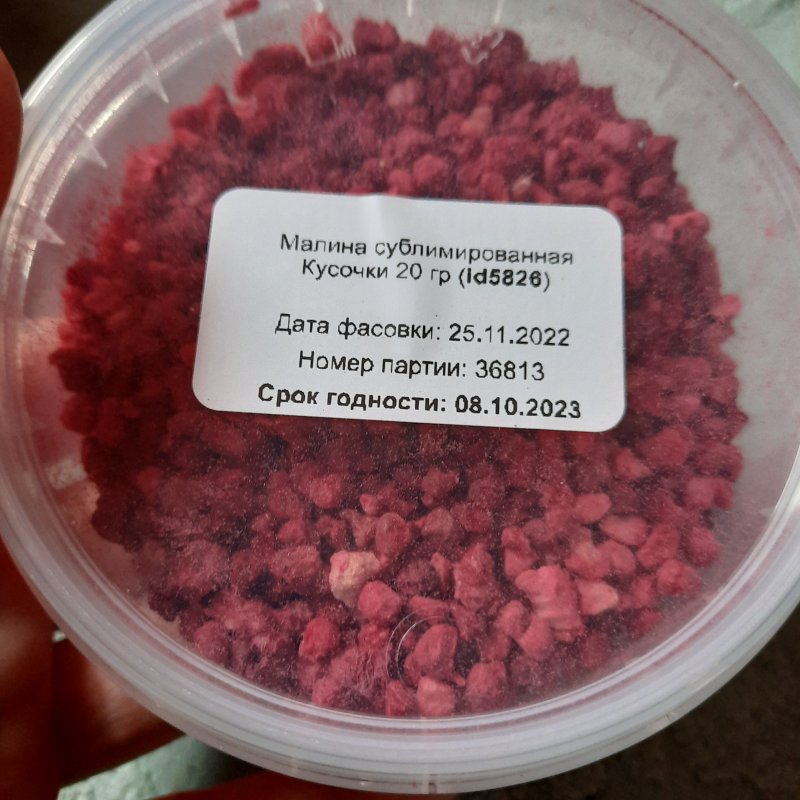 Малина сублимированная
Кусочки 20 гр (id5826)
Дата фасовки: 25.11.2022
Номер партии: 36813
Срок годности: 08.10.2023